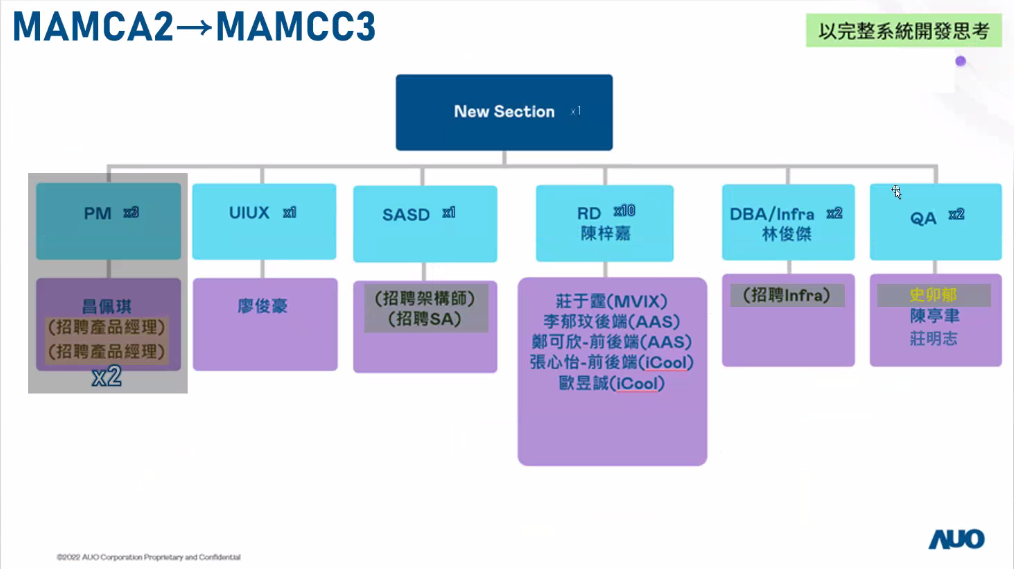 MAMCA2→MAMCC3
以完整系統開發思考
New Section x1
PM x3
UIUX x1
SASD x1
RD x10
陳梓嘉
DBA/Infra x2
林俊傑
QA x2
昌佩琪
(招聘產品經理)
(招聘產品經理)
x2
廖俊豪
(招聘架構師)
(招聘SA)
莊于霆(MVIX)
李郁玟後端(AAS)
鄭可欣-前後端(AAS)
張心怡-前後端(iCool)
歐昱誠(iCool)
(招聘Infra)
史卯郁
陳亭聿
莊明志
©2022 AUO Corporation Proprietary and Confidential
AUO